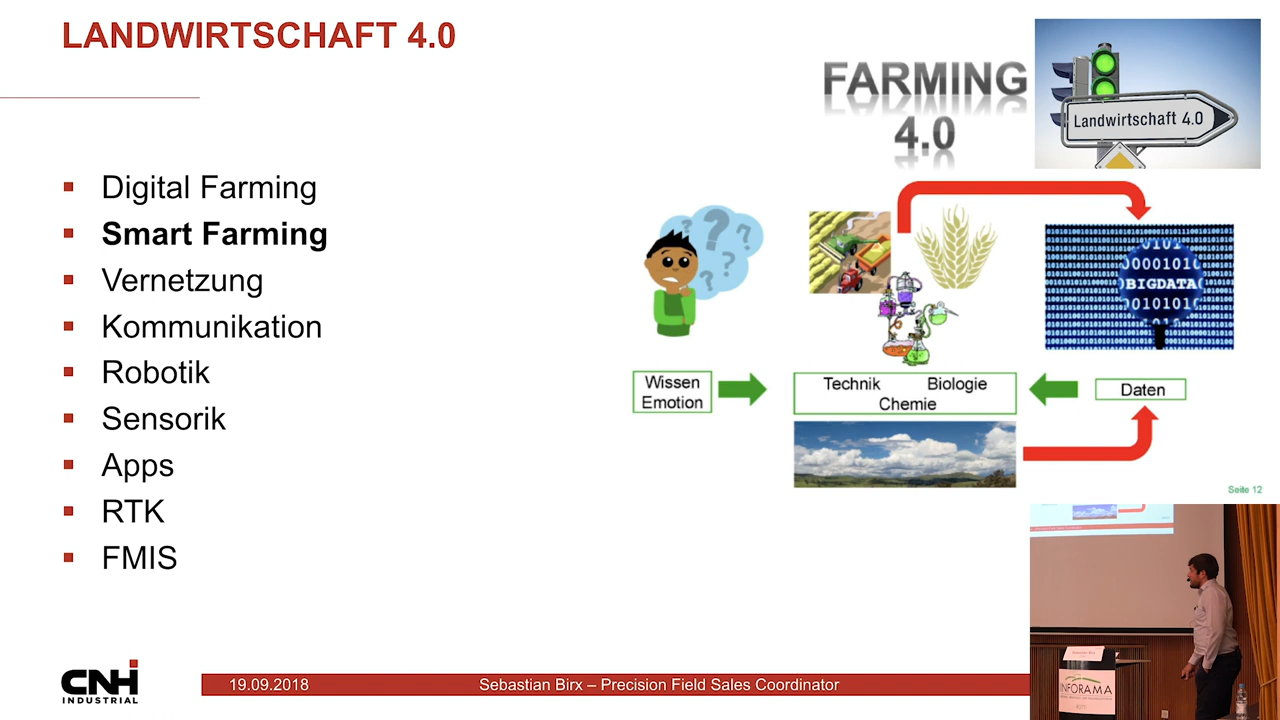 LANDWIRTSCHAFT 4.0
FARMING
4.0
Landwirtschaft 4.0
Digital Farming
Smart Farming
Vernetzung
Kommunikation
Robotik
Sensorik
Apps
RTK
FMIS
BIGDATA
Wissen
Emotion
Technik Biologie
Chemie
Daten
Seite 12
INFORAMA
CNH
INDUSTRIAL
19.09.2018
Sebastian Birx – Precision Field Sales Coordinator